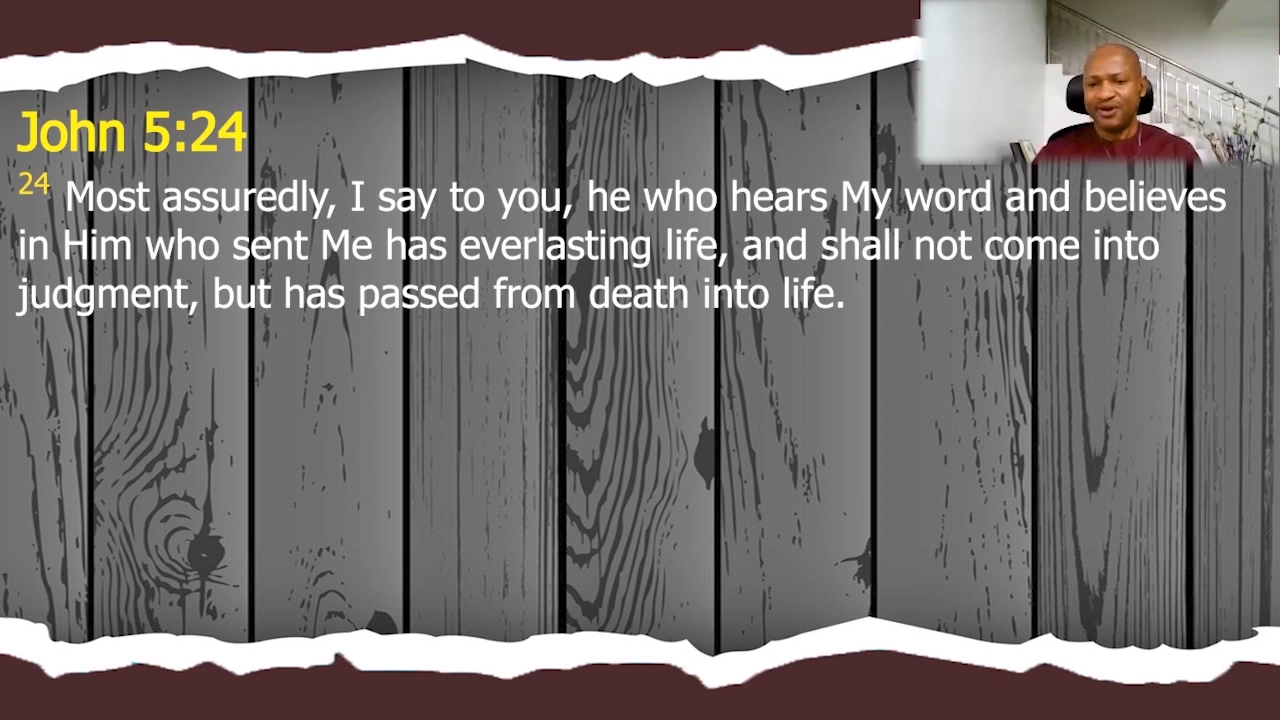 John 5:24
24 Most assuredly, I say to you, he who hears My word and believes
in Him who sent Me has everlasting life, and shall not come into
judgment, but has passed from death into life.